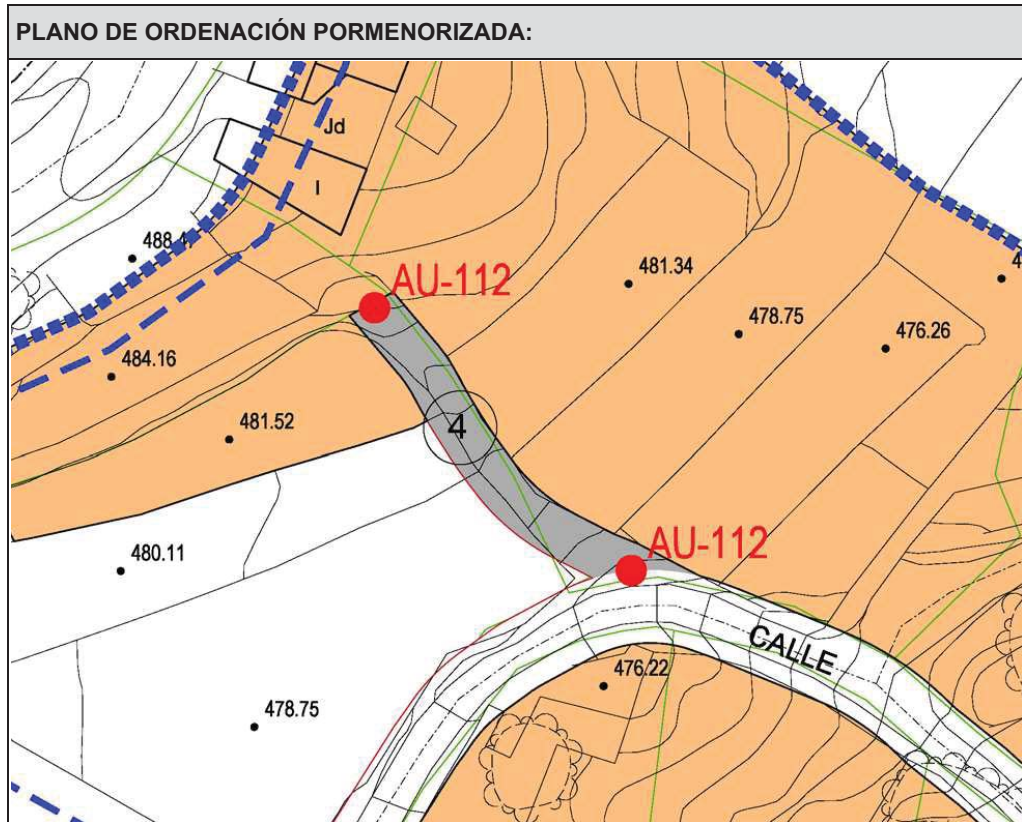 PLANO DE ORDENACIÓN PORMENORIZADA:
Jd
I
488.4
AU-112
481.34
478.75
476.26
484.16
4
481.52
AU-112
480.11
CALLE
476.22
478.75